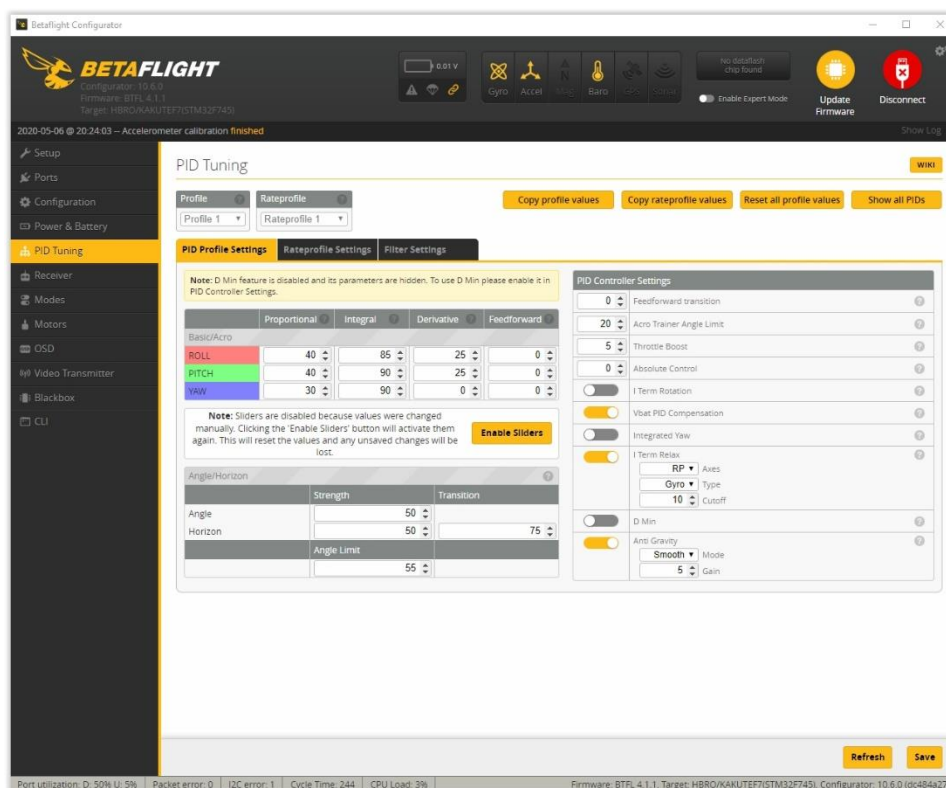 Betaflight Configurator
BETAFLIGHT
Configurator: 10.6.0
Firmware: BTFL 4.1.1
Target: HBRO/KAKUTEF7(STM32F745)
0.01 V
Gyro Accel Mag Baro GPS Sonar
No dataflash
chip found
Enable Expert Mode
Update
Firmware
Disconnect
2020-05-06 @ 20:24:03 -- Accelerometer calibration finished
Show Log
Setup
Ports
Configuration
Power & Battery
PID Tuning
Receiver
Modes
Motors
OSD
Video Transmitter
Blackbox
CLI
PID Tuning
WIKI
Profile
Profile 1
Rateprofile
Rateprofile 1
Copy profile values
Copy rateprofile values
Reset all profile values
Show all PIDs
PID Profile Settings
Rateprofile Settings
Filter Settings
Note: D Min feature is disabled and its parameters are hidden. To use D Min please enable it in
PID Controller Settings.
Proportional Integral Derivative Feedforward
Basic/Acro
ROLL 40 85 25 0
PITCH 40 90 25 0
YAW 30 90 0 0
Note: Sliders are disabled because values were changed
manually. Clicking the 'Enable Sliders' button will activate them
again. This will reset the values and any unsaved changes will be
lost.
Enable Sliders
Angle/Horizon
Strength Transition
Angle 50
Horizon 50 75
Angle Limit
55
PID Controller Settings
0 Feedforward transition
20 Acro Trainer Angle Limit
5 Throttle Boost
0 Absolute Control
I Term Rotation
Vbat PID Compensation
Integrated Yaw
I Term Relax
RP Axes
Gyro Type
10 Cutoff
D Min
Anti Gravity
Smooth Mode
5 Gain
Refresh
Save
Port utilization: D: 50% U: 5% Packet error: 0 I2C error: 1 Cycle Time: 244 CPU Load: 3%
Firmware: BTFL 4.1.1, Target: HBRO/KAKUTEF7(STM32F745), Configurator: 10.6.0